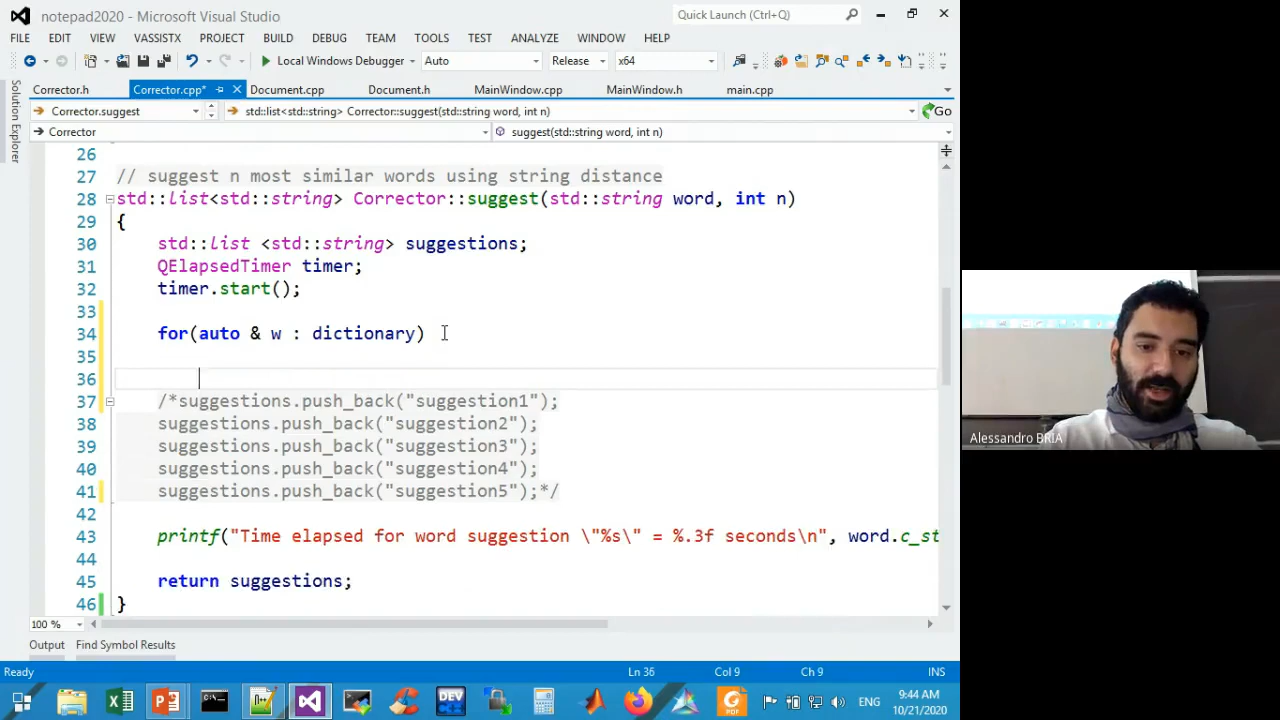 notepad2020 - Microsoft Visual Studio
Quick Launch (Ctrl+Q)
FILE EDIT VIEW VASSISTX PROJECT BUILD DEBUG TEAM TOOLS TEST ANALYZE WINDOW HELP
Local Windows Debugger Auto Release x64
Corrector.h Corrector.cpp* Document.cpp Document.h MainWindow.cpp MainWindow.h main.cpp
Corrector.suggest std::list<std::string> Corrector::suggest(std::string word, int n) Go
Corrector suggest(std::string word, int n)
Solution Explorer
26
27 // suggest n most similar words using string distance
28 std::list<std::string> Corrector::suggest(std::string word, int n)
29 {
30 std::list <std::string> suggestions;
31 QElapsedTimer timer;
32 timer.start();
33
34 for(auto & w : dictionary)
35
36
37 /*suggestions.push_back("suggestion1");
38 suggestions.push_back("suggestion2");
39 suggestions.push_back("suggestion3");
40 suggestions.push_back("suggestion4");
41 suggestions.push_back("suggestion5");*/
42
43 printf("Time elapsed for word suggestion \"%s\" = %.3f seconds\n", word.c_st
44
45 return suggestions;
46 }
100 %
Output Find Symbol Results
Ready Ln 36 Col 9 Ch 9 INS
DEV C++ PDF ENG
9:44 AM
10/21/2020
Alessandro BRIA